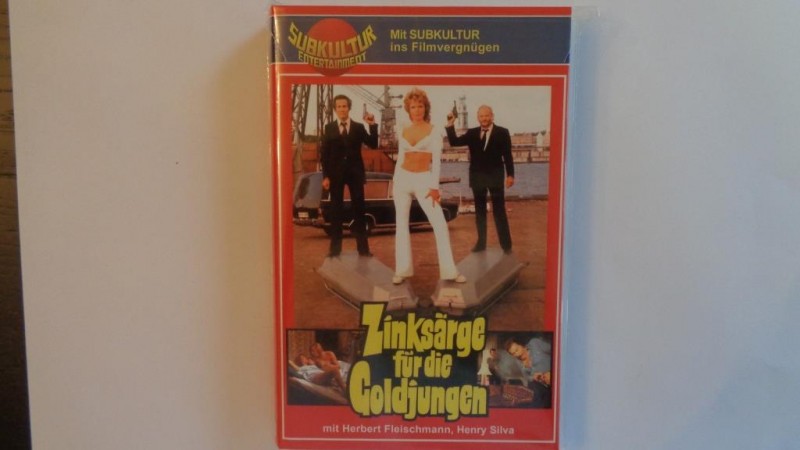 SUBKULTUR
ENTERTAINMENT
Mit SUBKULTUR
ins Filmvergnügen
Zinksärge
für die
Goldjungen
mit Herbert Fleischmann, Henry Silva